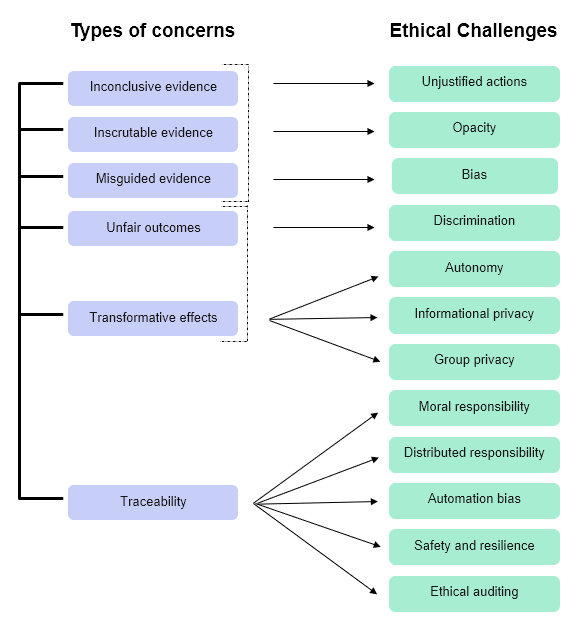 Types of concerns
Ethical Challenges
Inconclusive evidence
Unjustified actions
Inscrutable evidence
Opacity
Misguided evidence
Bias
Unfair outcomes
Discrimination
Transformative effects
Autonomy
Informational privacy
Group privacy
Traceability
Moral responsibility
Distributed responsibility
Automation bias
Safety and resilience
Ethical auditing